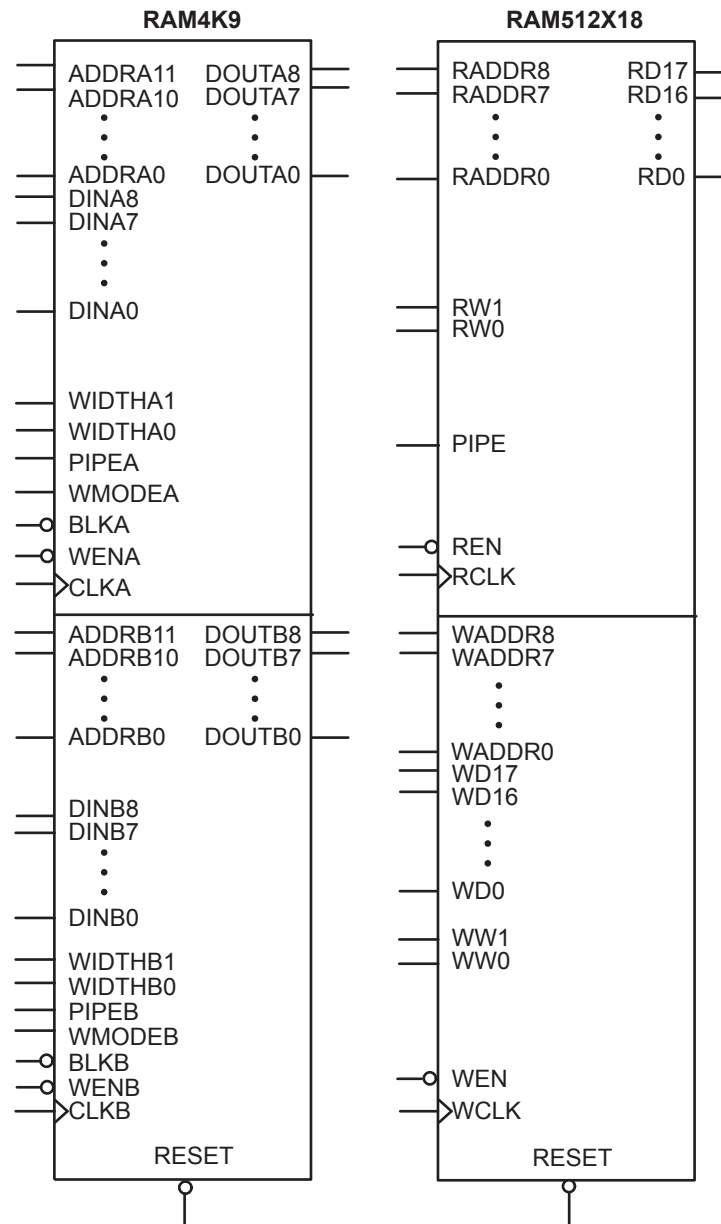 RAM4K9
ADDRA11 DOUTA8
ADDRA10 DOUTA7
ADDRA0 DOUTA0
DINA8
DINA7
DINA0
WIDTHA1
WIDTHA0
PIPEA
WMODEA
BLKA
WENA
CLKA
ADDRB11 DOUTB8
ADDRB10 DOUTB7
ADDRB0 DOUTB0
DINB8
DINB7
DINB0
WIDTHB1
WIDTHB0
PIPEB
WMODEB
BLKB
WENB
CLKB
RESET
RAM512X18
RADDR8 RD17
RADDR7 RD16
RADDR0 RD0
RW1
RW0
PIPE
REN
RCLK
WADDR8
WADDR7
WADDR0
WD17
WD16
WD0
WW1
WW0
WEN
WCLK
RESET